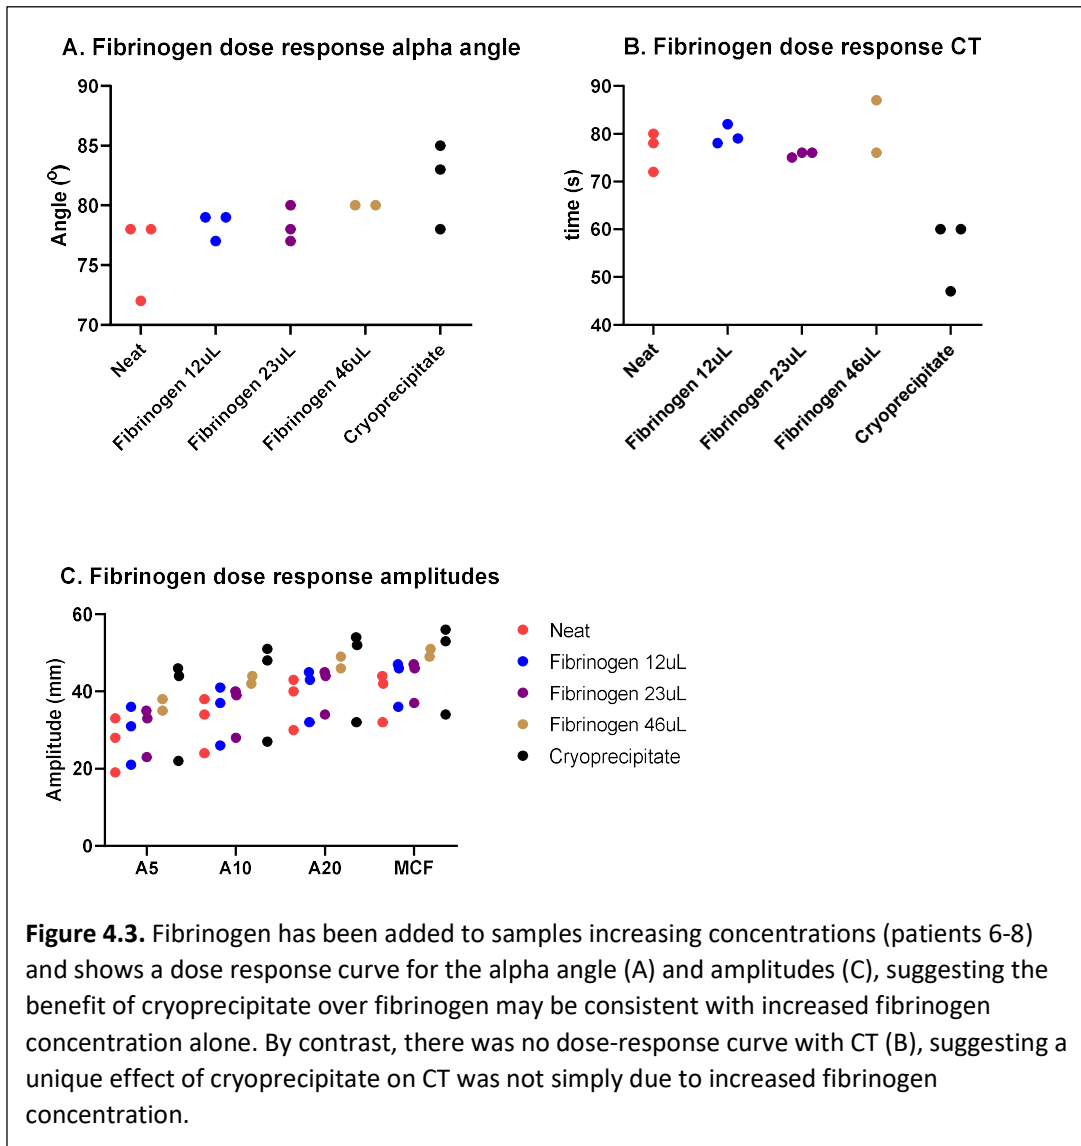 A. Fibrinogen dose response alpha angle
90
85
80
75
70
Angle (⁰)
Neat
Fibrinogen 12uL
Fibrinogen 23uL
Fibrinogen 46uL
Cryoprecipitate
B. Fibrinogen dose response CT
90
80
70
60
50
40
time (s)
Neat
Fibrinogen 12uL
Fibrinogen 23uL
Fibrinogen 46uL
Cryoprecipitate
C. Fibrinogen dose response amplitudes
60
40
20
0
Amplitude (mm)
A5
A10
A20
MCF
Neat
Fibrinogen 12uL
Fibrinogen 23uL
Fibrinogen 46uL
Cryoprecipitate
Figure 4.3. Fibrinogen has been added to samples increasing concentrations (patients 6-8)
and shows a dose response curve for the alpha angle (A) and amplitudes (C), suggesting the
benefit of cryoprecipitate over fibrinogen may be consistent with increased fibrinogen
concentration alone. By contrast, there was no dose-response curve with CT (B), suggesting a
unique effect of cryoprecipitate on CT was not simply due to increased fibrinogen
concentration.